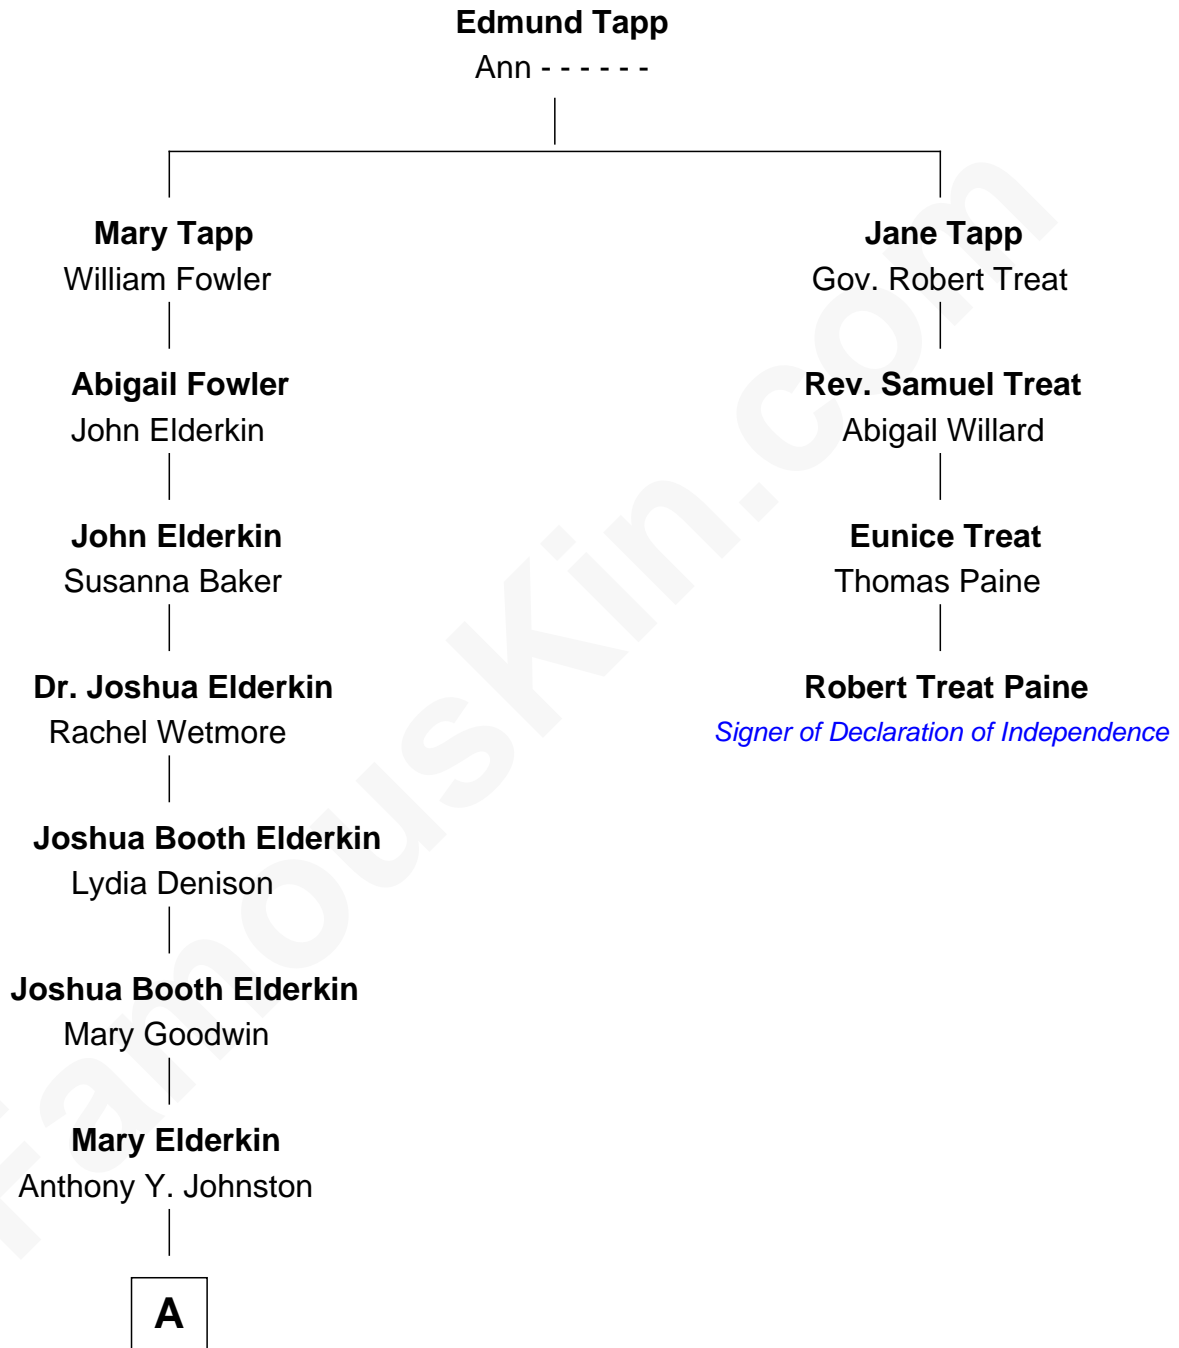 Edmund Tapp
Ann - - - - - -
Mary Tapp
William Fowler
Jane Tapp
Gov. Robert Treat
Abigail Fowler
John Elderkin
Rev. Samuel Treat
Abigail Willard
John Elderkin
Susanna Baker
Eunice Treat
Thomas Paine
Dr. Joshua Elderkin
Rachel Wetmore
Robert Treat Paine
Signer of Declaration of Independence
Joshua Booth Elderkin
Lydia Denison
Joshua Booth Elderkin
Mary Goodwin
Mary Elderkin
Anthony Y. Johnston
A
FamousKin.com